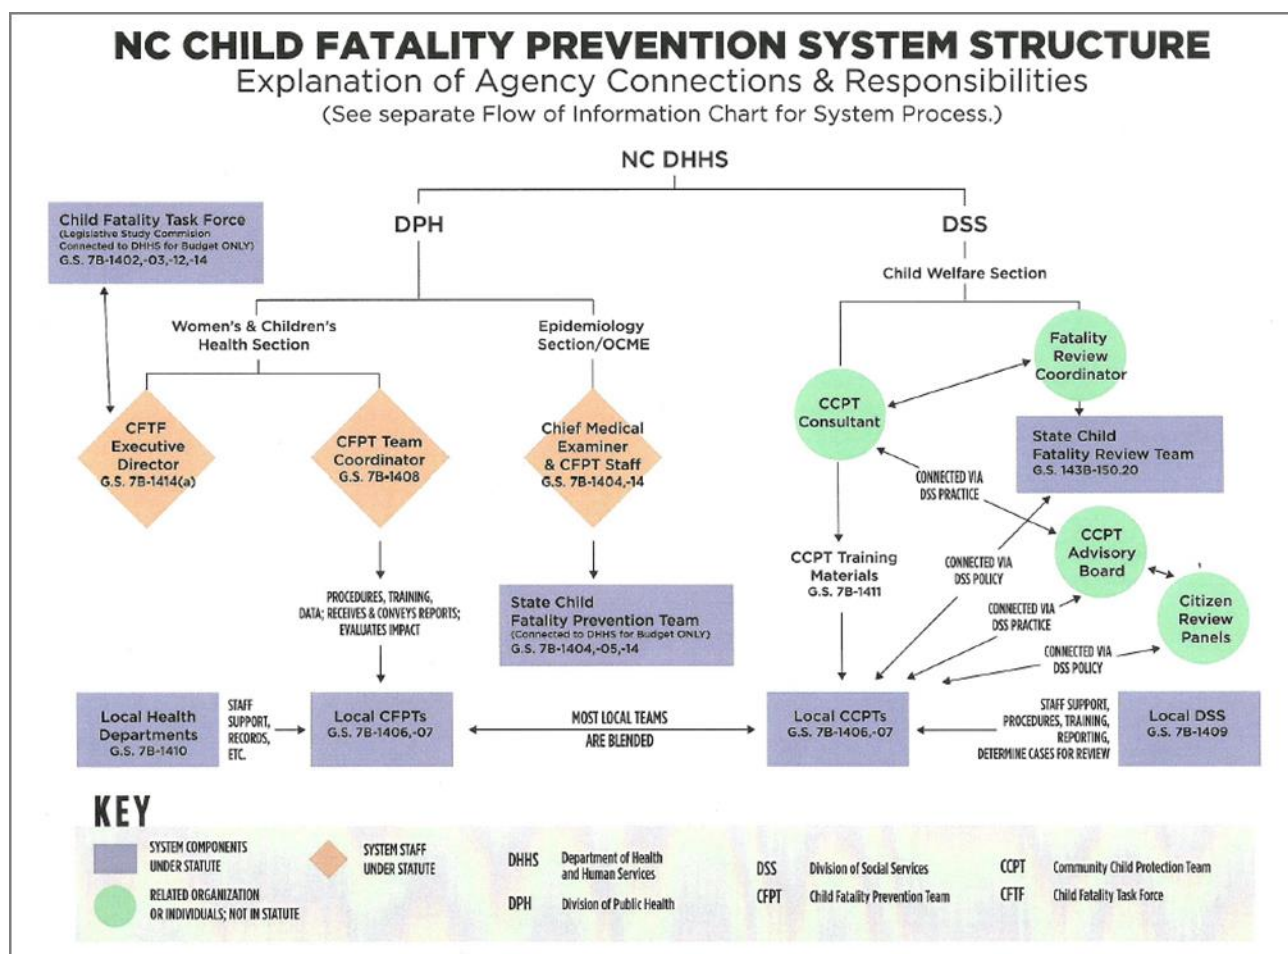 NC CHILD FATALITY PREVENTION SYSTEM STRUCTURE
Explanation of Agency Connections & Responsibilities
(See separate Flow of Information Chart for System Process.)
NC DHHS
DPH
DSS
Child Fatality Task Force
(Legislative Study Commision
Connected to DHHS for Budget ONLY)
G.S. 7B-1402,-03,-12,-14
Child Welfare Section
Women's & Children's
Health Section
Epidemiology
Section/OCME
Fatality
Review
Coordinator
CCPT
Consultant
CFTF
Executive
Director
G.S. 7B-1414(a)
CFPT Team
Coordinator
G.S. 7B-1408
Chief Medical
Examiner
& CFPT Staff
G.S. 7B-1404,-14
State Child
Fatality Review Team
G.S. 143B-150.20
CONNECTED VIA
DSS PRACTICE
CCPT
Advisory
Board
CCPT Training
Materials
G.S. 7B-1411
CONNECTED VIA
DSS POLICY
PROCEDURES, TRAINING,
DATA; RECEIVES & CONVEYS REPORTS;
EVALUATES IMPACT
State Child
Fatality Prevention Team
(Connected to DHHS for Budget ONLY)
G.S. 7B-1404,-05,-14
CONNECTED VIA
DSS PRACTICE
Citizen
Review
Panels
CONNECTED VIA
DSS POLICY
Local Health
Departments
G.S. 7B-1410
STAFF
SUPPORT,
RECORDS,
ETC.
Local CFPTs
G.S. 7B-1406,-07
MOST LOCAL TEAMS
ARE BLENDED
Local CCPTs
G.S. 7B-1406,-07
STAFF SUPPORT,
PROCEDURES, TRAINING,
REPORTING,
DETERMINE CASES FOR REVIEW
Local DSS
G.S. 7B-1409
KEY
SYSTEM COMPONENTS
UNDER STATUTE
RELATED ORGANIZATION
OR INDIVIDUALS; NOT IN STATUTE
SYSTEM STAFF
UNDER STATUTE
DHHS Department of Health
and Human Services
DPH Division of Public Health
DSS Division of Social Services
CFPT Child Fatality Prevention Team
CCPT Community Child Protection Team
CFTF Child Fatality Task Force